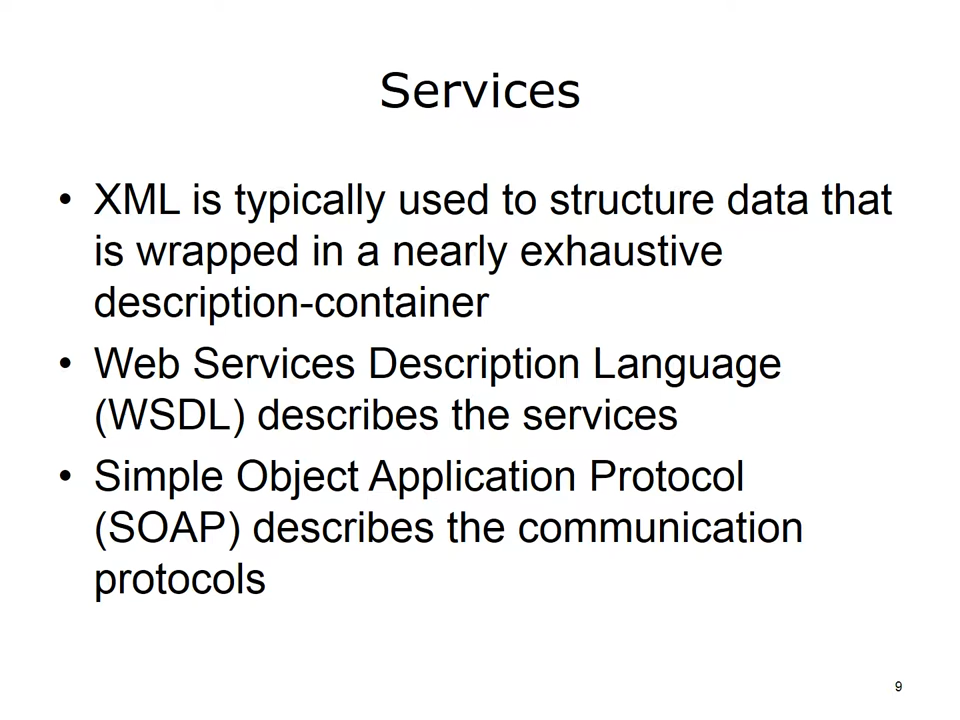 Services
• XML is typically used to structure data that
is wrapped in a nearly exhaustive
description-container
• Web Services Description Language
(WSDL) describes the services
• Simple Object Application Protocol
(SOAP) describes the communication
protocols
9